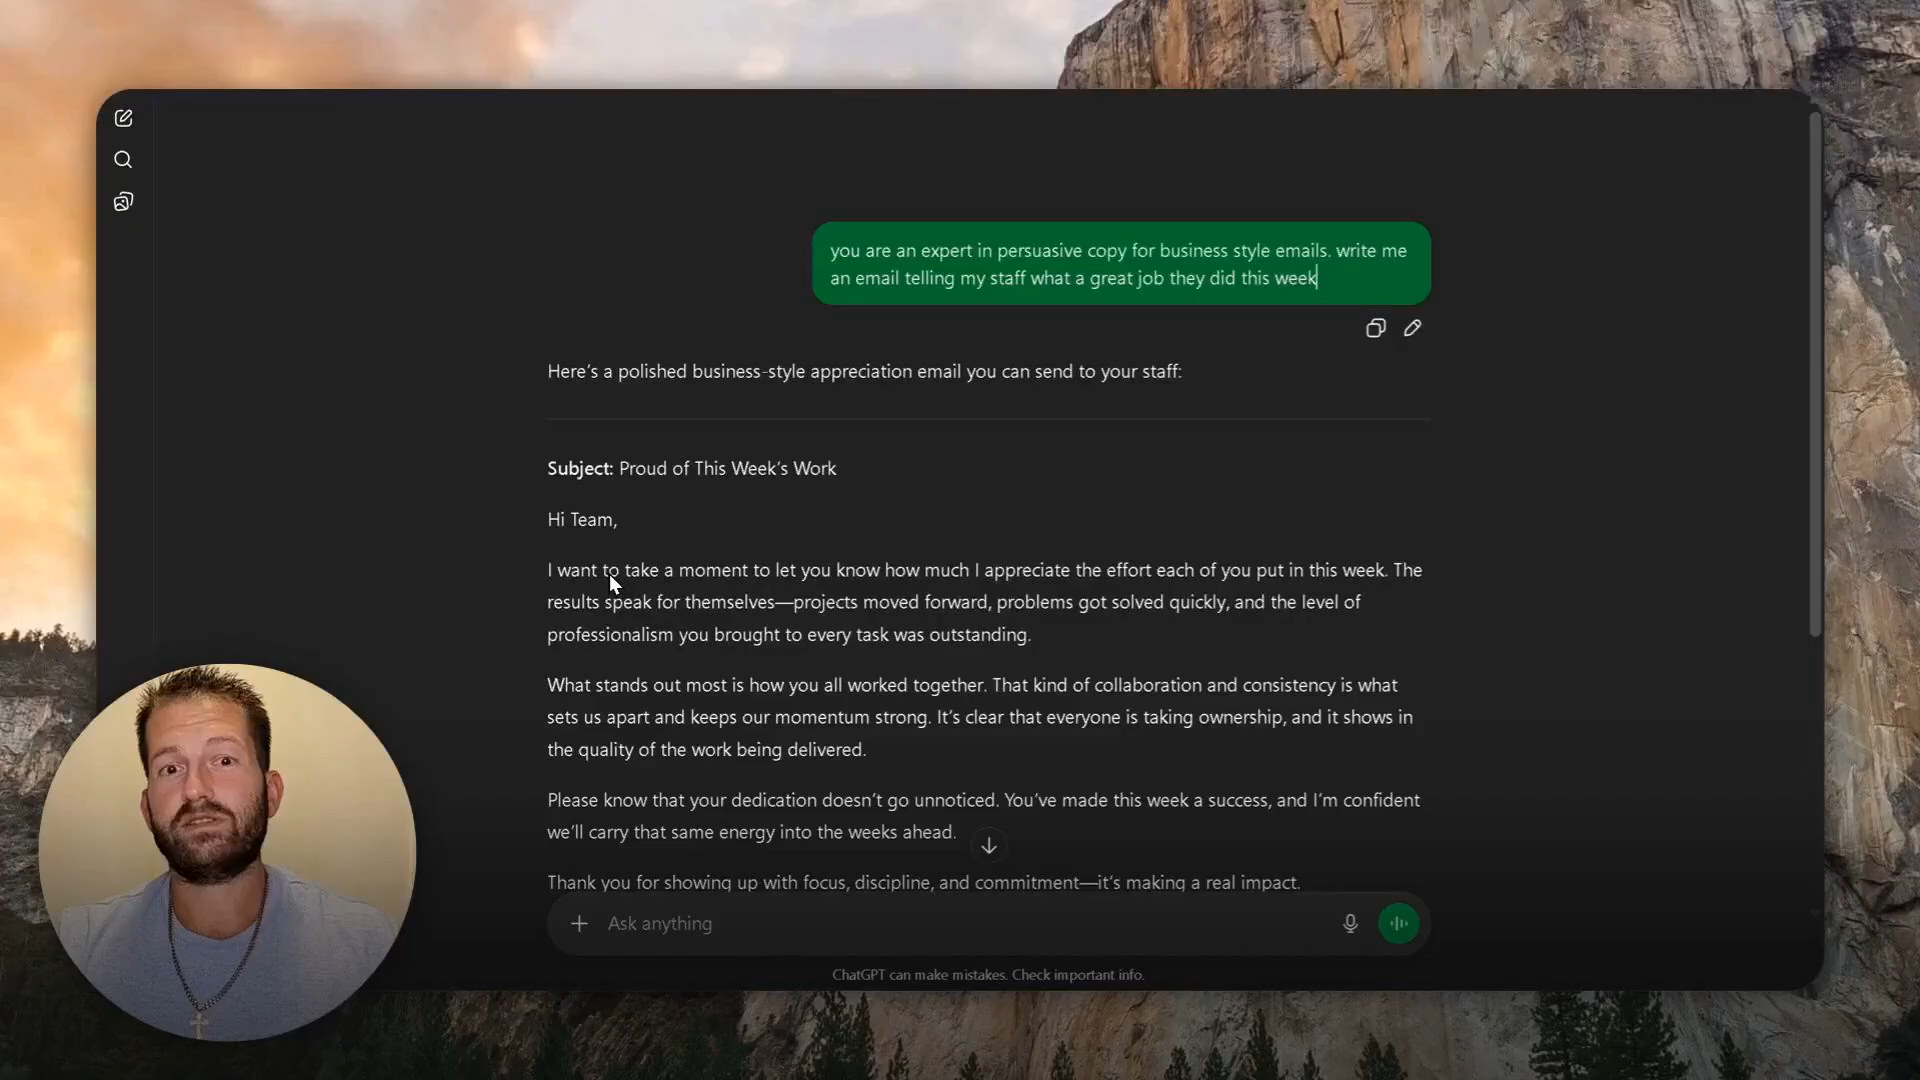 you are an expert in persuasive copy for business style emails. write me
an email telling my staff what a great job they did this week
Here’s a polished business-style appreciation email you can send to your staff:
Subject: Proud of This Week’s Work
Hi Team,
I want to take a moment to let you know how much I appreciate the effort each of you put in this week. The
results speak for themselves—projects moved forward, problems got solved quickly, and the level of
professionalism you brought to every task was outstanding.
What stands out most is how you all worked together. That kind of collaboration and consistency is what
sets us apart and keeps our momentum strong. It’s clear that everyone is taking ownership, and it shows in
the quality of the work being delivered.
Please know that your dedication doesn’t go unnoticed. You’ve made this week a success, and I’m confident
we’ll carry that same energy into the weeks ahead.
Thank you for showing up with focus, discipline, and commitment—it’s making a real impact.
Ask anything
ChatGPT can make mistakes. Check important info.